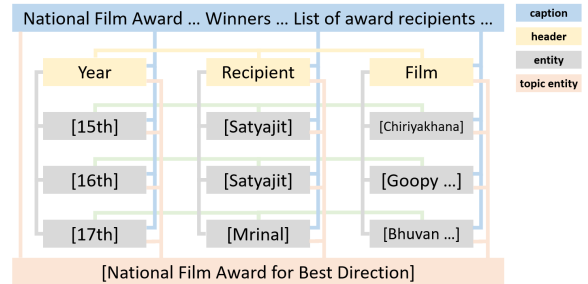 National Film Award ... Winners ... List of award recipients ...
caption
header
entity
topic entity
Year Recipient Film
[15th] [Satyajit] [Chiriyakhana]
[16th] [Satyajit] [Goopy ...]
[17th] [Mrinal] [Bhuvan ...]
[National Film Award for Best Direction]